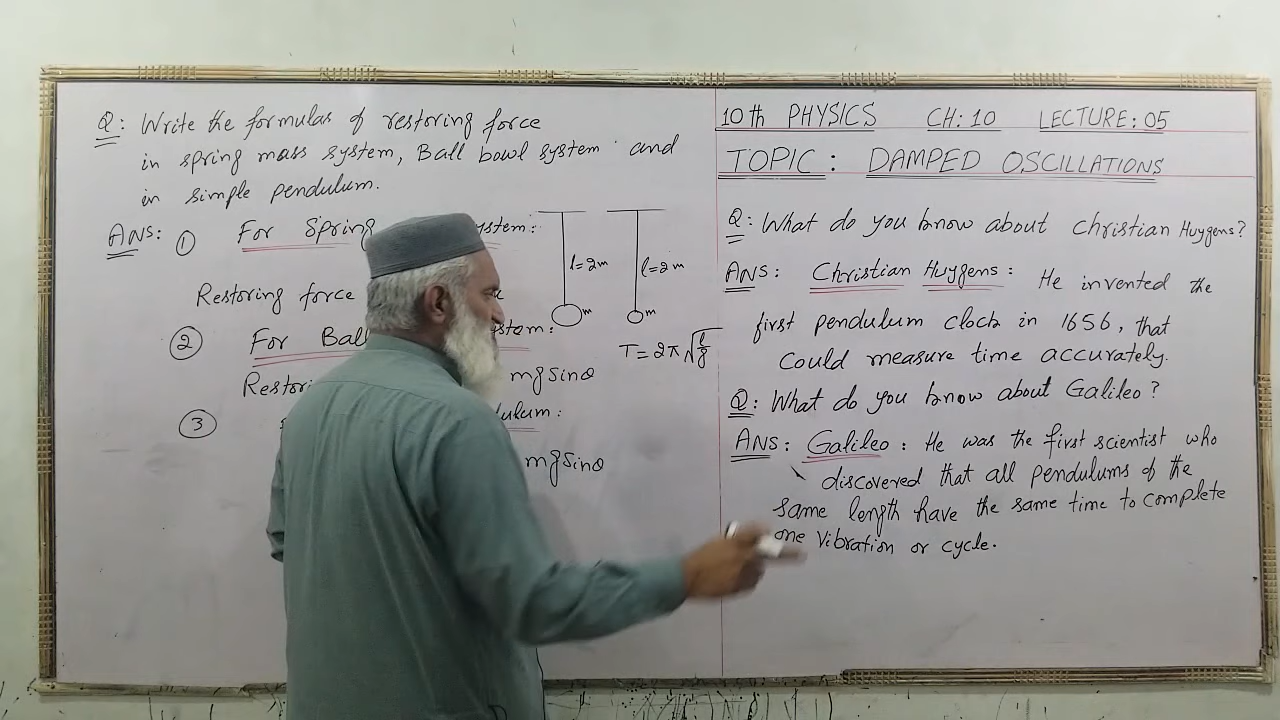 Q: Write the formulas of restoring force
in spring mass system, Ball bowl system and
in simple pendulum.
ANS: 1 For Spring ystem:
Restoring force
2 For Ball ystem:
Restori mgSinθ
3 dulum:
mgSinθ
l=2m l=2m
m m
T=2π√l/g
10th PHYSICS CH:10 LECTURE:05
TOPIC: DAMPED OSCILLATIONS
Q: What do you know about Christian Huygens?
ANS: Christian Huygens: He invented the
first pendulum clock in 1656, that
could measure time accurately.
Q: What do you know about Galileo?
ANS: Galileo: He was the first scientist who
discovered that all pendulums of the
same length have the same time to complete
one vibration or cycle.